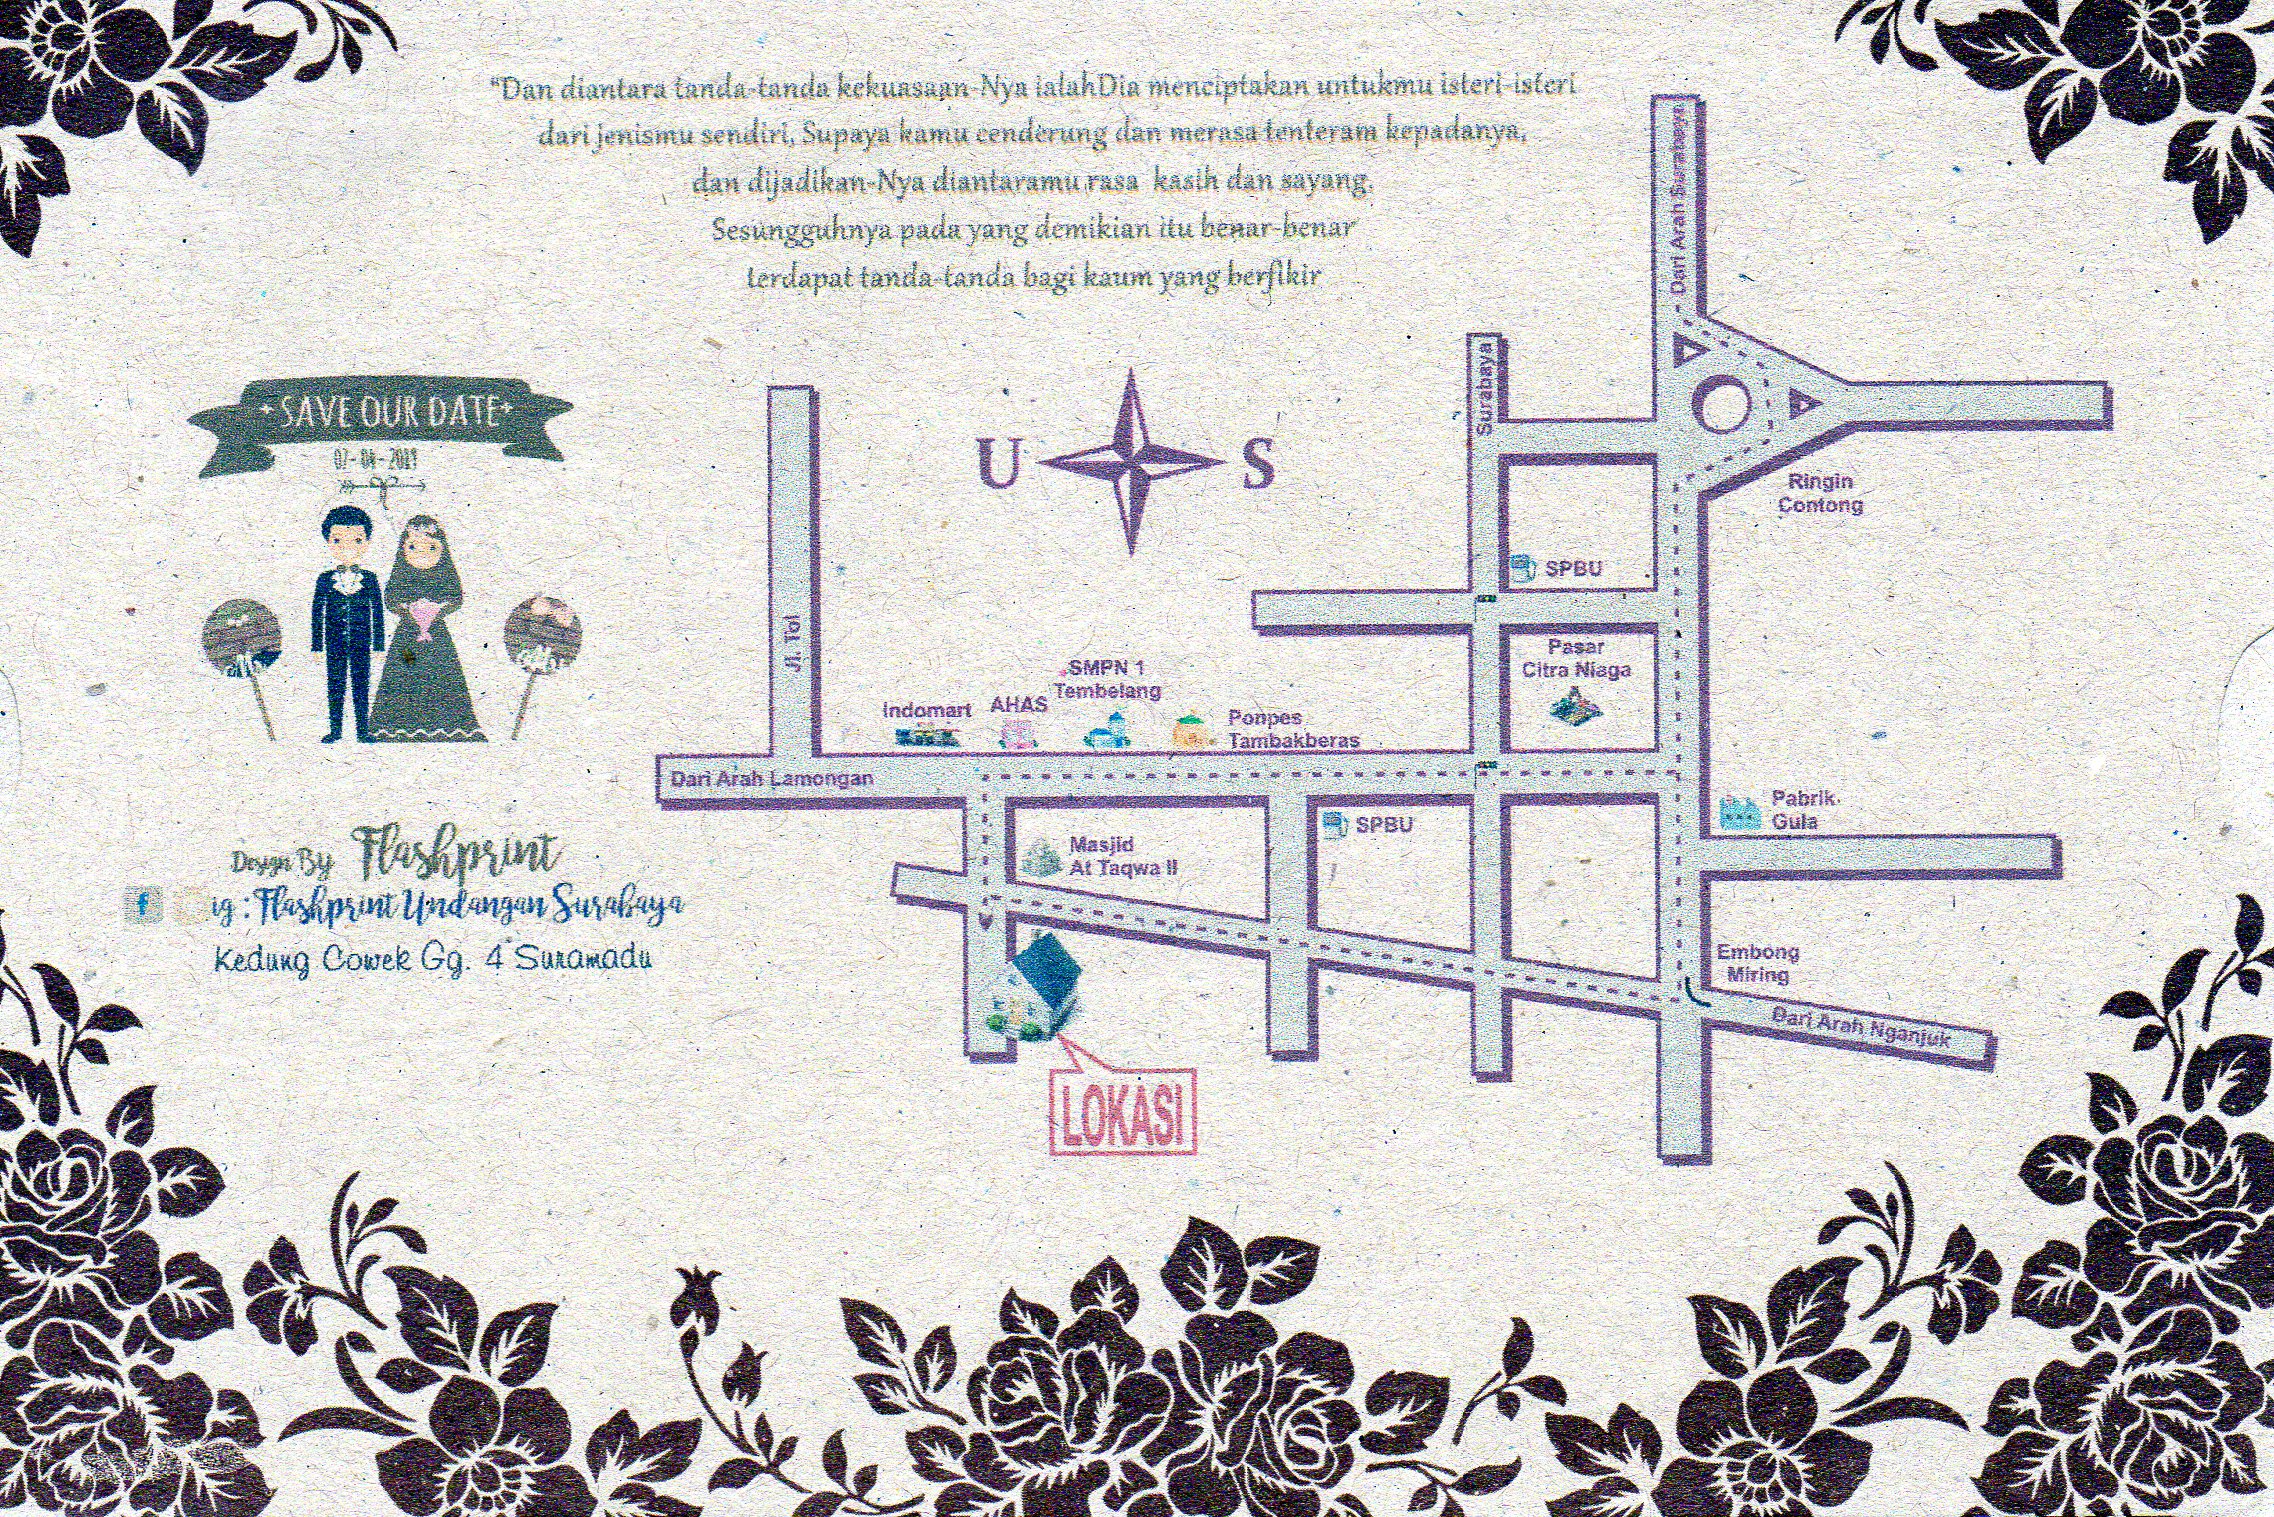 "Dan diantara tanda-tanda kekuasaan-Nya ialahDia menciptakan untukmu isteri-isteri
dari jenismu sendiri, Supaya kamu cenderung dan merasa tenteram kepadanya,
dan dijadikan-Nya diantaramu rasa kasih dan sayang.
Sesungguhnya pada yang demikian itu benar-benar
terdapat tanda-tanda bagi kaum yang berfikir
SAVE OUR DATE
Design By Flashprint
f ig : Flashprint Undangan Surabaya
Kedung Cowek Gg. 4 Suramadu
U S
Dari Arah Surabaya
Surabaya
Ringin
Contong
SPBU
Pasar
Citra Niaga
Jl. Tol
Indomart
AHAS
SMPN 1
Tembelang
Ponpes
Tambakberas
Dari Arah Lamongan
Masjid
At Taqwa II
SPBU
Pabrik
Gula
Embong
Miring
Dari Arah Nganjuk
LOKASI